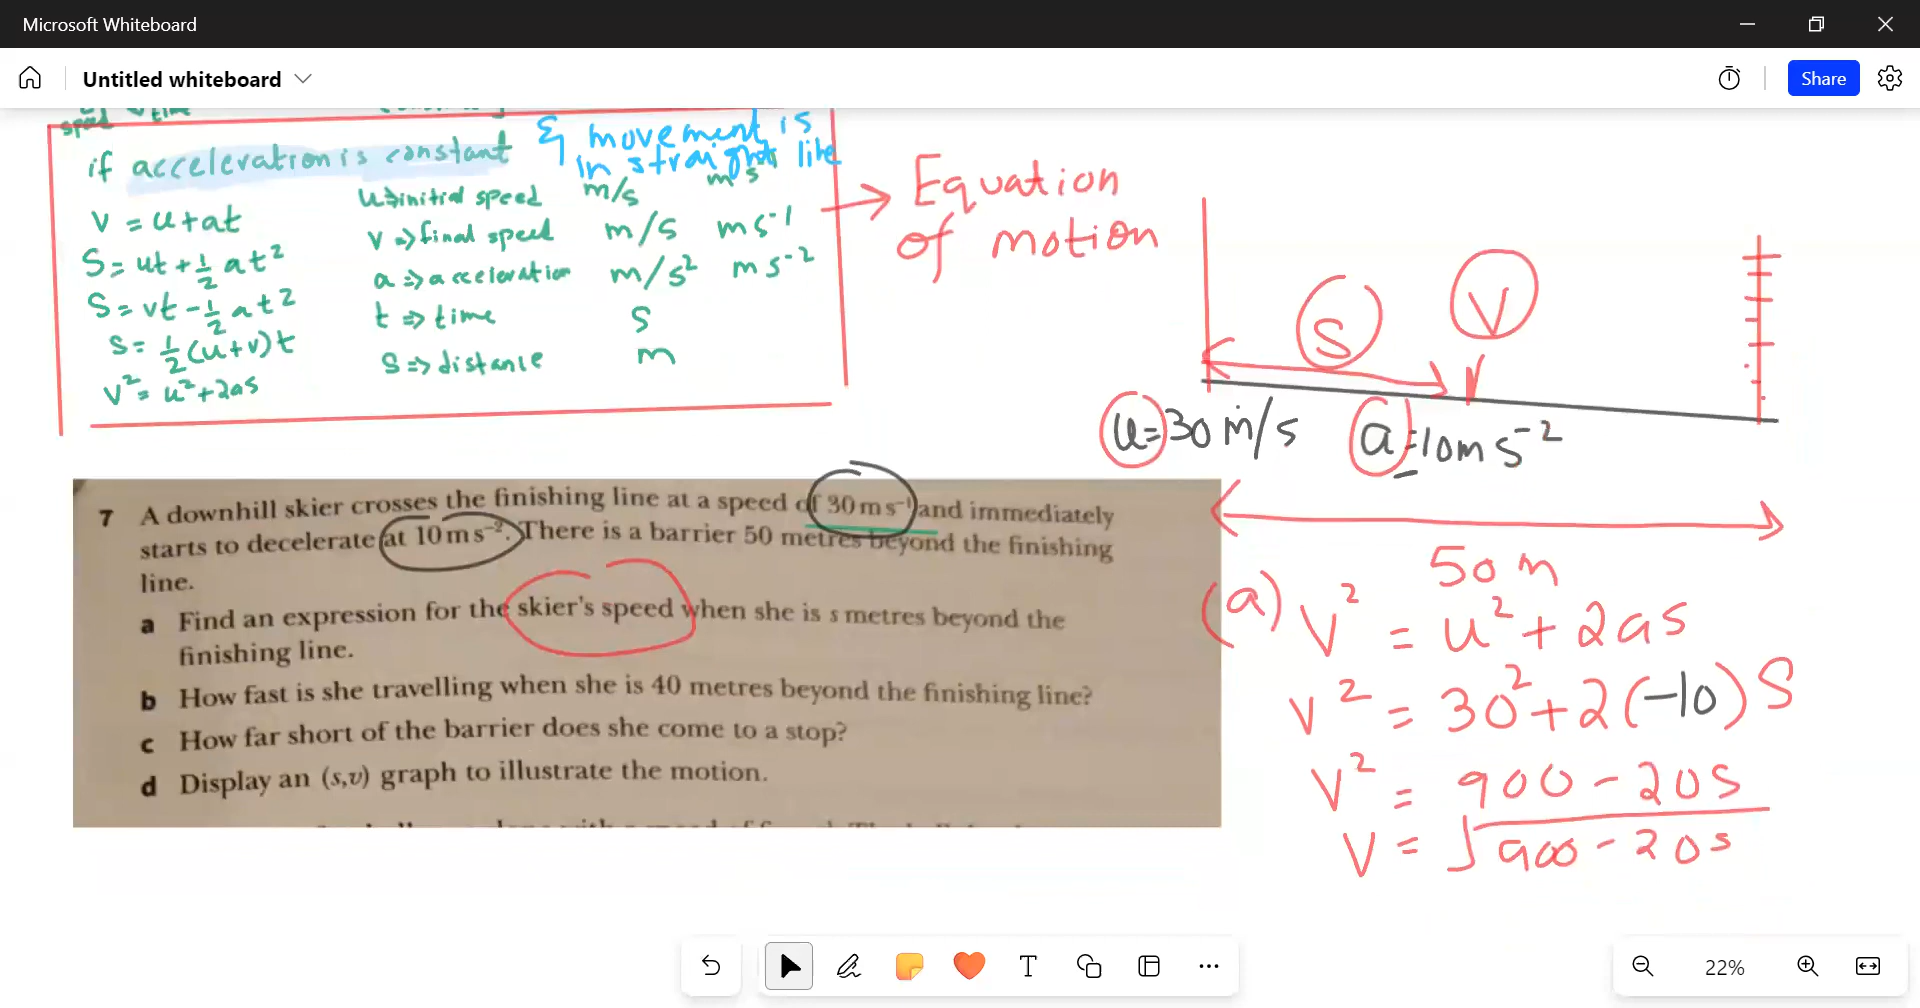 Microsoft Whiteboard
Untitled whiteboard
Share
speed time
if acceleration is constant & movement is
in straight line
V = u+at
S = ut + 1/2 at²
S = vt - 1/2 at²
S = 1/2 (u+v)t
V² = u² + 2as
u⇒initial speed m/s ms⁻¹
v ⇒ final speed m/s ms⁻¹
a ⇒ acceleration m/s² ms⁻²
t ⇒ time s
S ⇒ distance m
→ Equation
of motion
S
V
u=30 m/s a=10ms⁻²
50 m
7 A downhill skier crosses the finishing line at a speed of 30 m s⁻¹ and immediately
starts to decelerate at 10 m s⁻². There is a barrier 50 metres beyond the finishing
line.
a Find an expression for the skier's speed when she is s metres beyond the
finishing line.
b How fast is she travelling when she is 40 metres beyond the finishing line?
c How far short of the barrier does she come to a stop?
d Display an (s,v) graph to illustrate the motion.
(a) V² = u² + 2as
V² = 30² + 2(-10) S
V² = 900 - 20S
V = √900 - 20s
22%